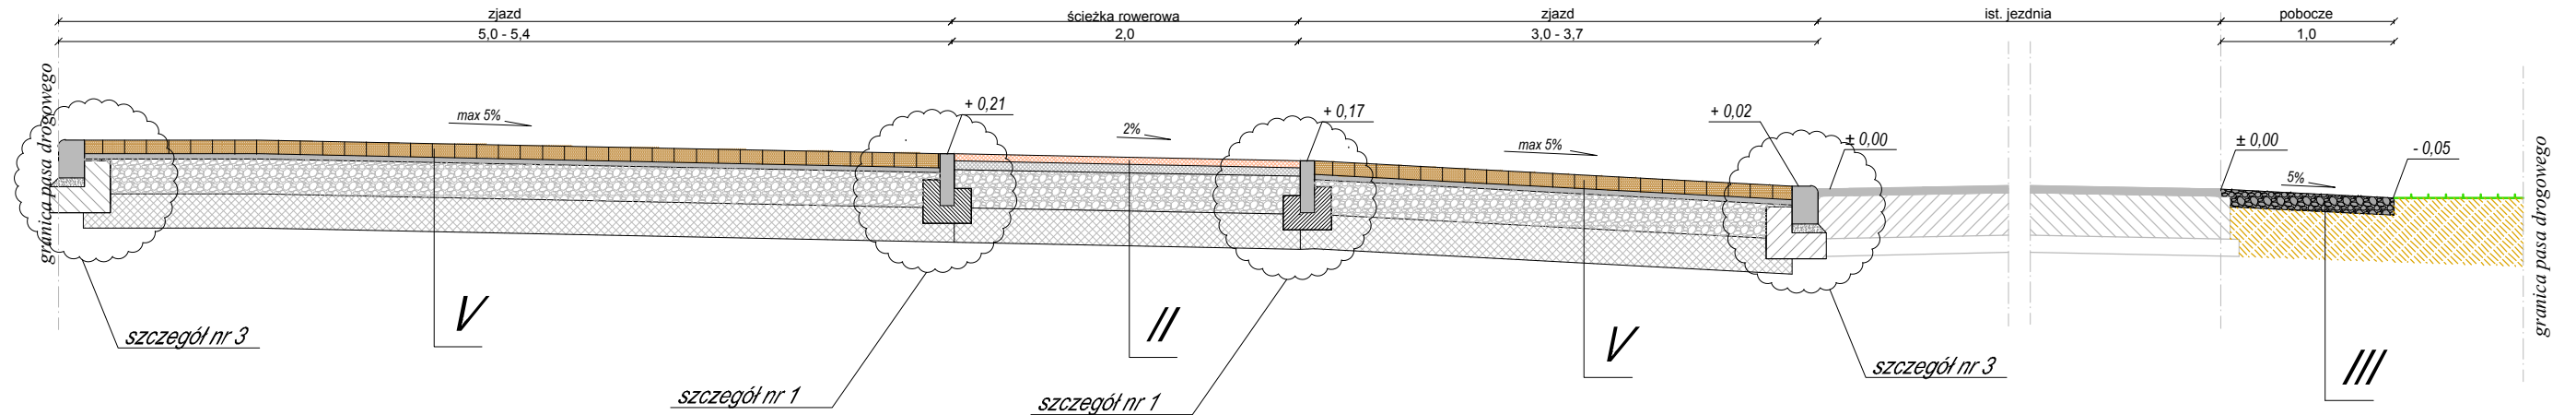 zjazd
ścieżka rowerowa
zjazd
ist. jezdnia
pobocze
5,0 - 5,4
2,0
3,0 - 3,7
1,0
granica pasa drogowego
max 5%
+ 0,21
2%
+ 0,17
max 5%
+ 0,02
± 0,00
± 0,00
5%
- 0,05
granica pasa drogowego
szczegół nr 3
V
szczegół nr 1
II
szczegół nr 1
V
szczegół nr 3
III